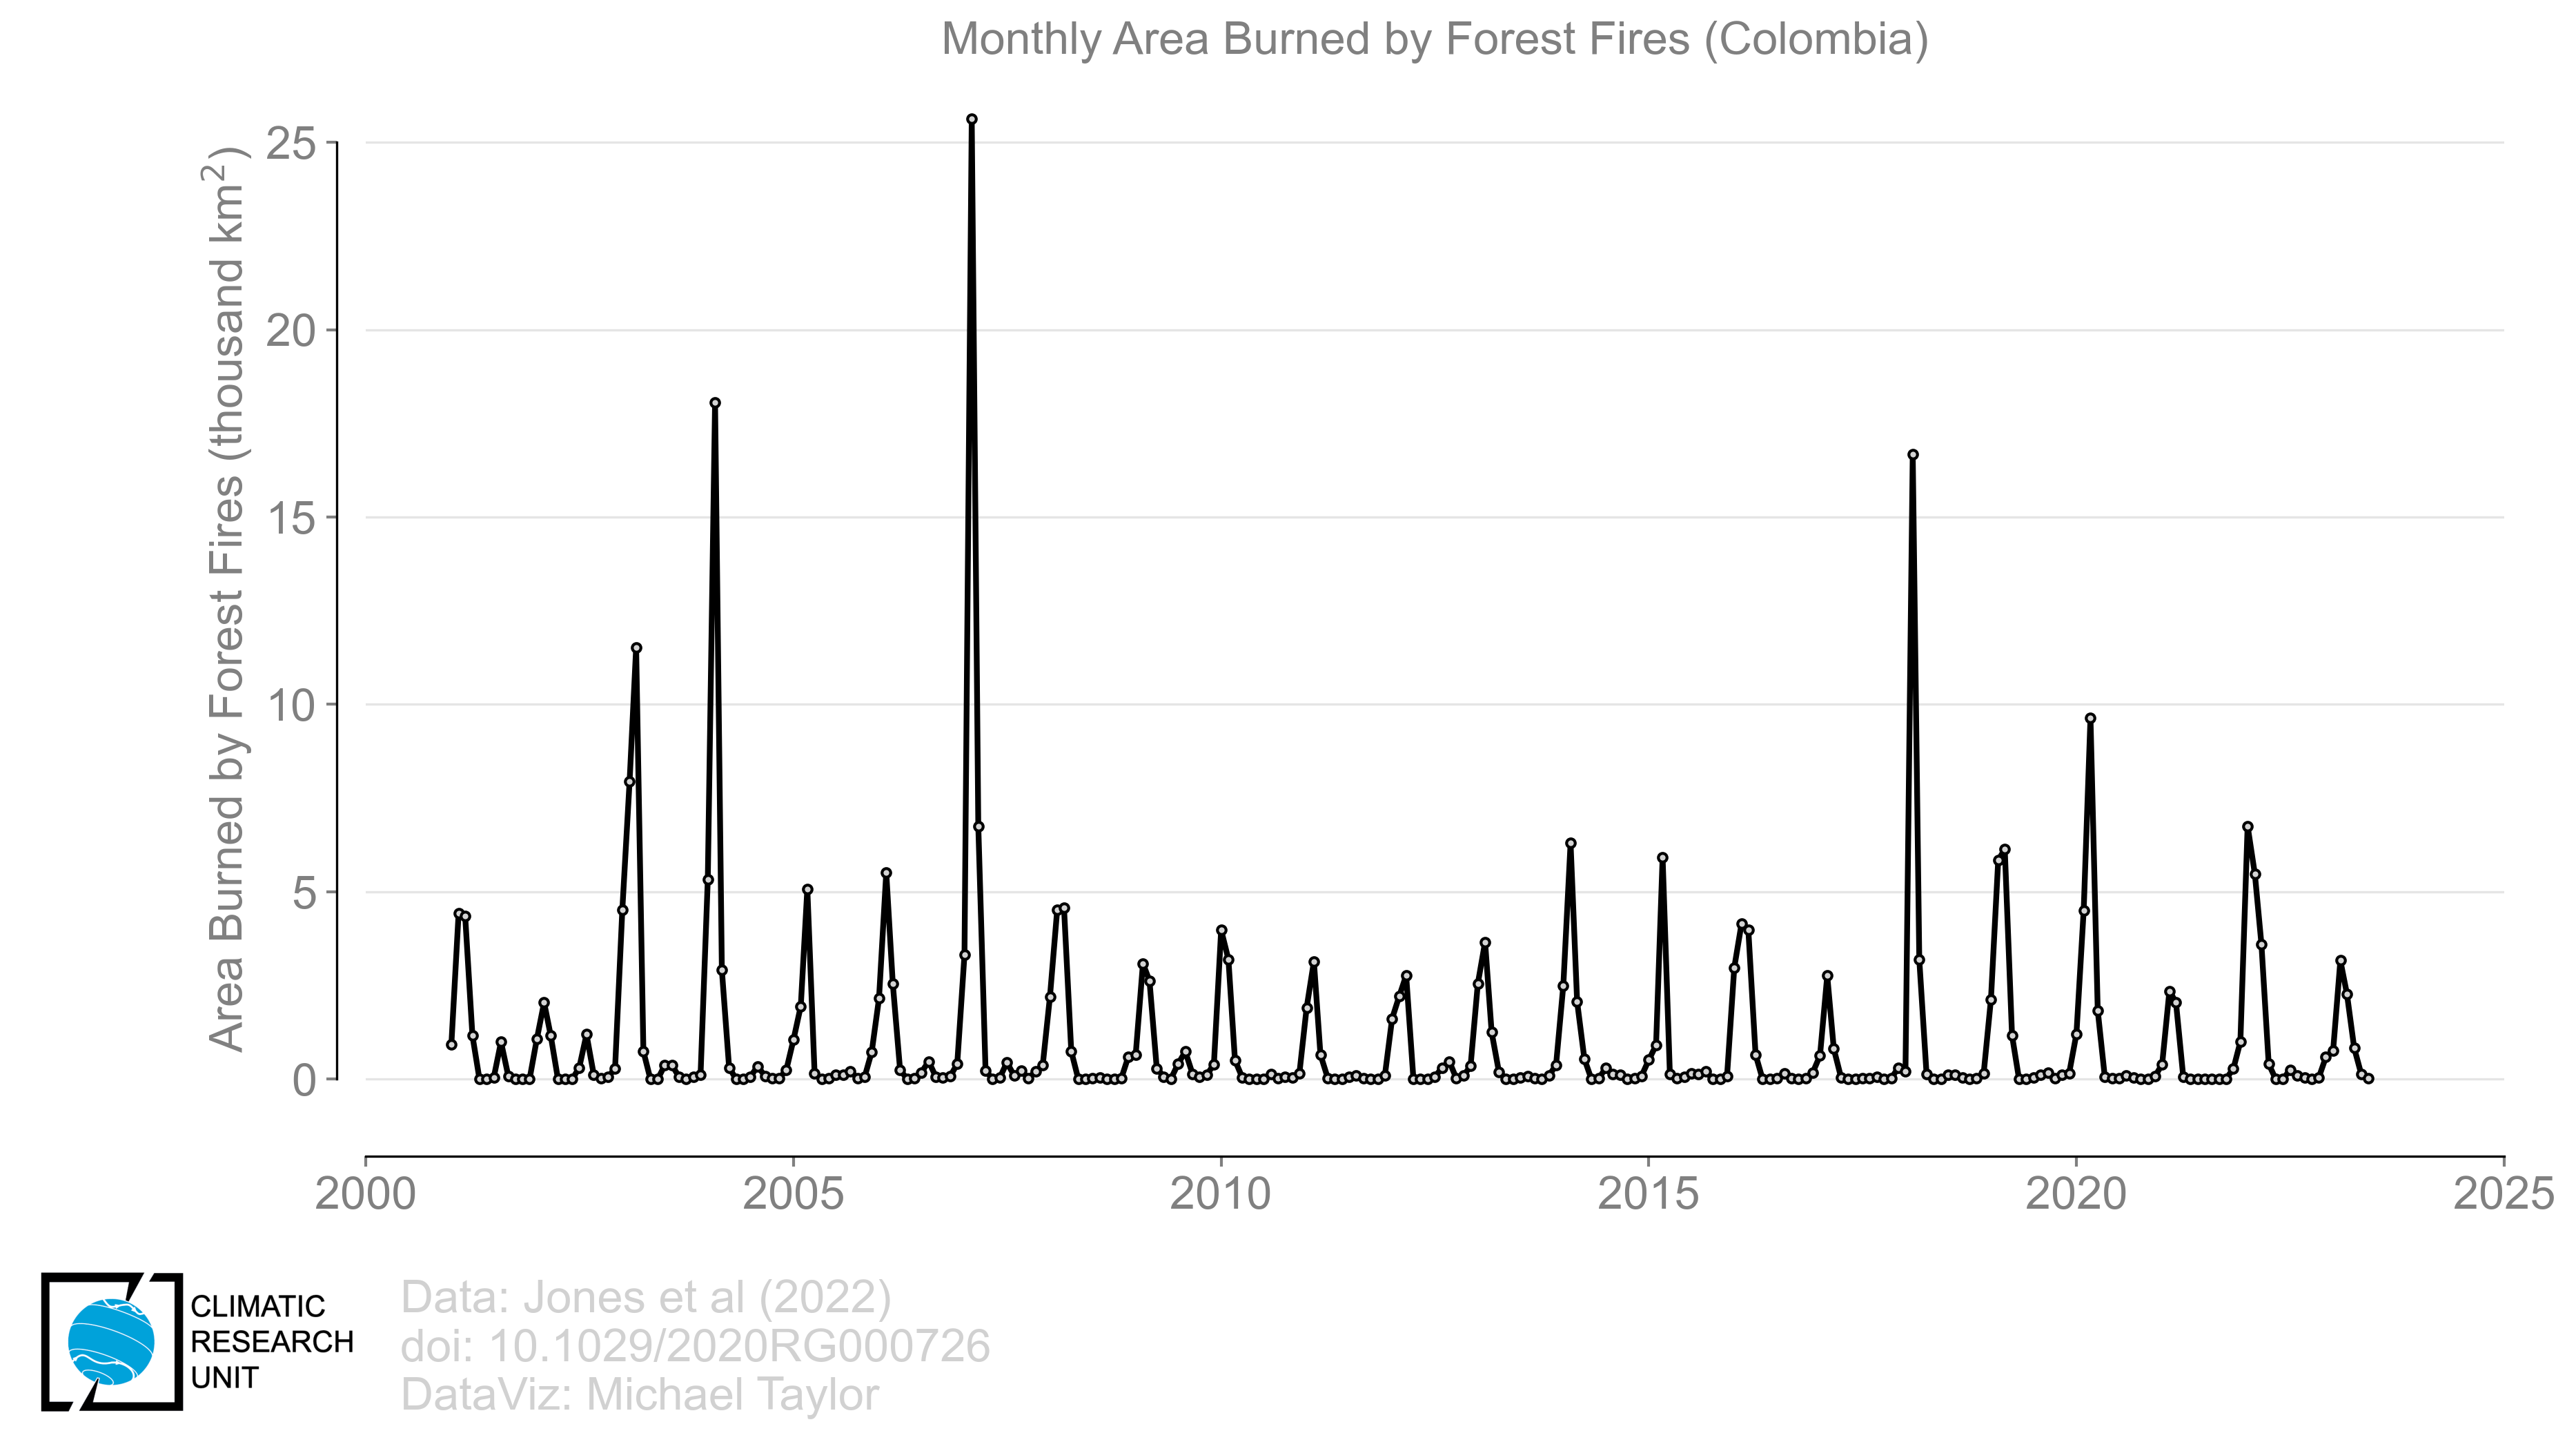 Monthly Area Burned by Forest Fires (Colombia)
Area Burned by Forest Fires (thousand km²)
25
20
15
10
5
0
2000
2005
2010
2015
2020
2025
CLIMATIC
RESEARCH
UNIT
Data: Jones et al (2022)
doi: 10.1029/2020RG000726
DataViz: Michael Taylor